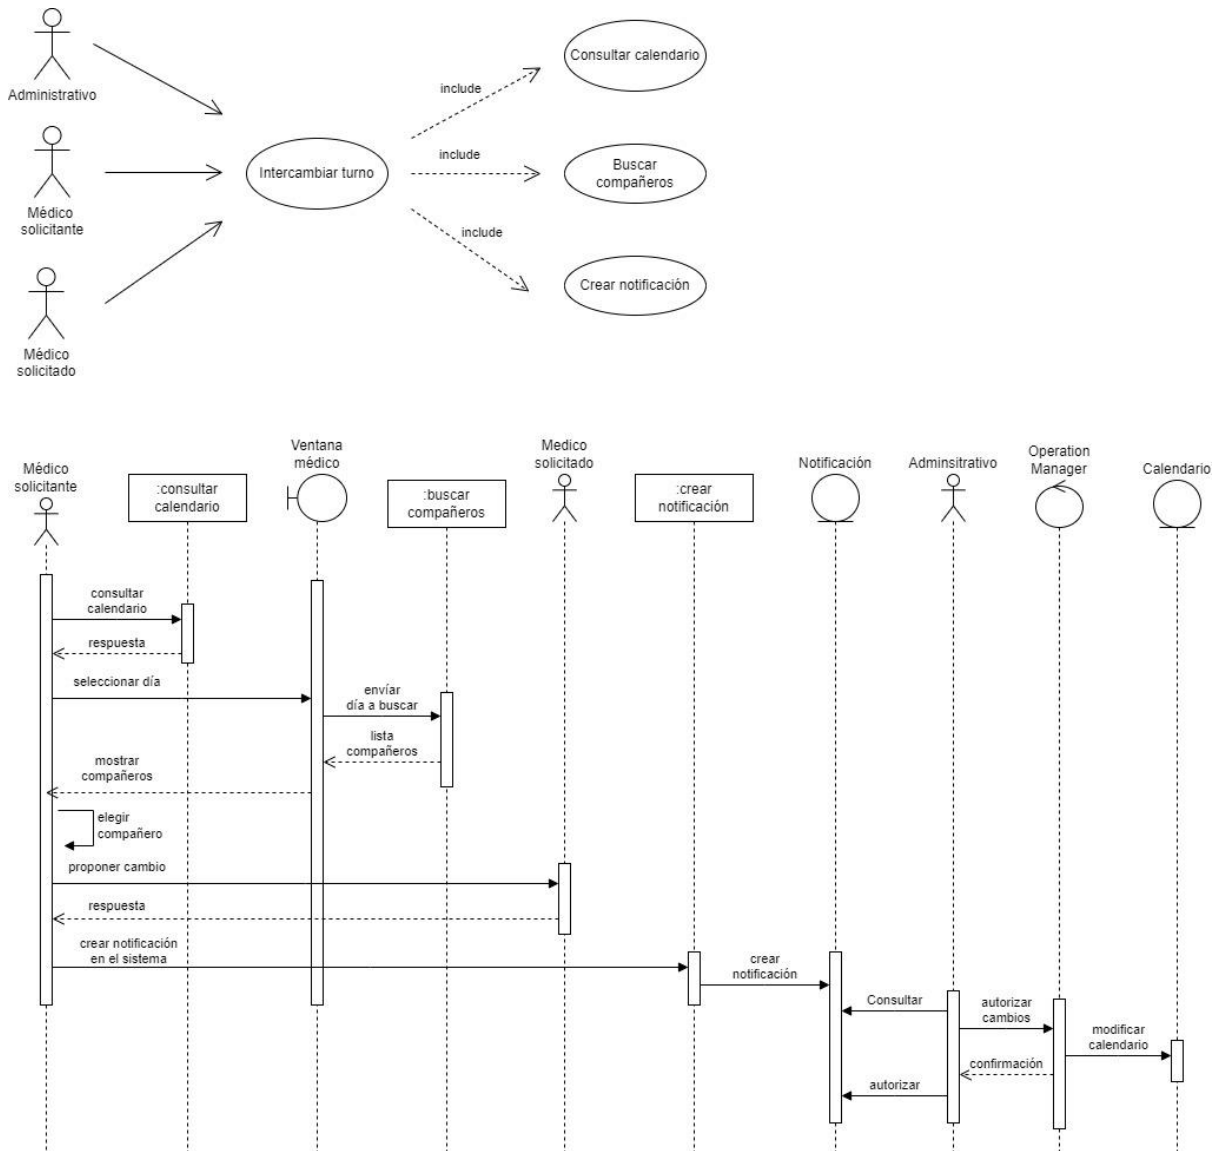 Administrativo
Médico
solicitante
Médico
solicitado
Intercambiar turno
include
include
include
Consultar calendario
Buscar
compañeros
Crear notificación
Médico
solicitante
:consultar
calendario
Ventana
médico
:buscar
compañeros
Medico
solicitado
:crear
notificación
Notificación
Adminsitrativo
Operation
Manager
Calendario
consultar
calendario
respuesta
seleccionar día
envíar
día a buscar
lista
compañeros
mostrar
compañeros
elegir
compañero
proponer cambio
respuesta
crear notificación
en el sistema
crear
notificación
Consultar
autorizar
cambios
modificar
calendario
confirmación
autorizar